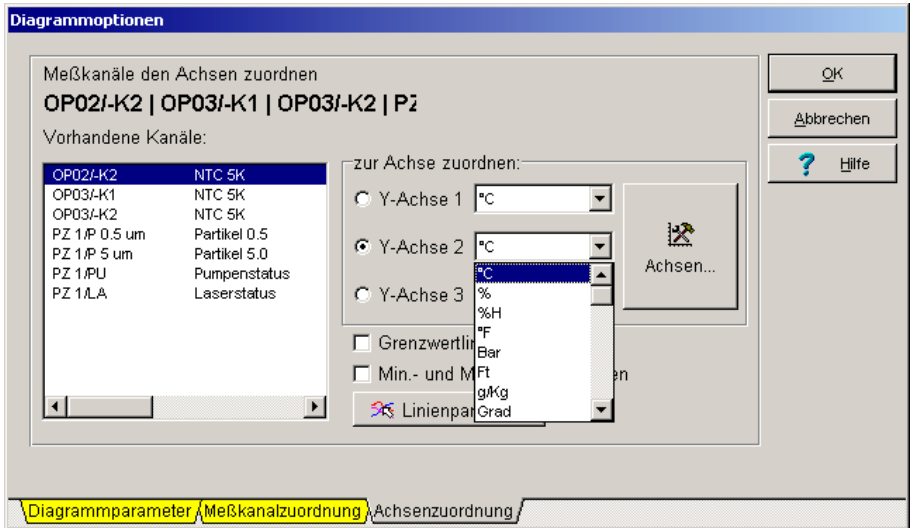 Diagrammoptionen
Meßkanäle den Achsen zuordnen
OP02/-K2 | OP03/-K1 | OP03/-K2 | PZ
Vorhandene Kanäle:
OP02/-K2 NTC 5K
OP03/-K1 NTC 5K
OP03/-K2 NTC 5K
PZ 1/P 0.5 um Partikel 0.5
PZ 1/P 5 um Partikel 5.0
PZ 1/PU Pumpenstatus
PZ 1/LA Laserstatus
zur Achse zuordnen:
Y-Achse 1 °C
Y-Achse 2 °C
Y-Achse 3
°C
%
%H
°F
Bar
Ft
g/Kg
Grad
Achsen...
Grenzwertli
Min.- und M en
Linienpar
OK
Abbrechen
? Hilfe
Diagrammparameter Meßkanalzuordnung Achsenzuordnung